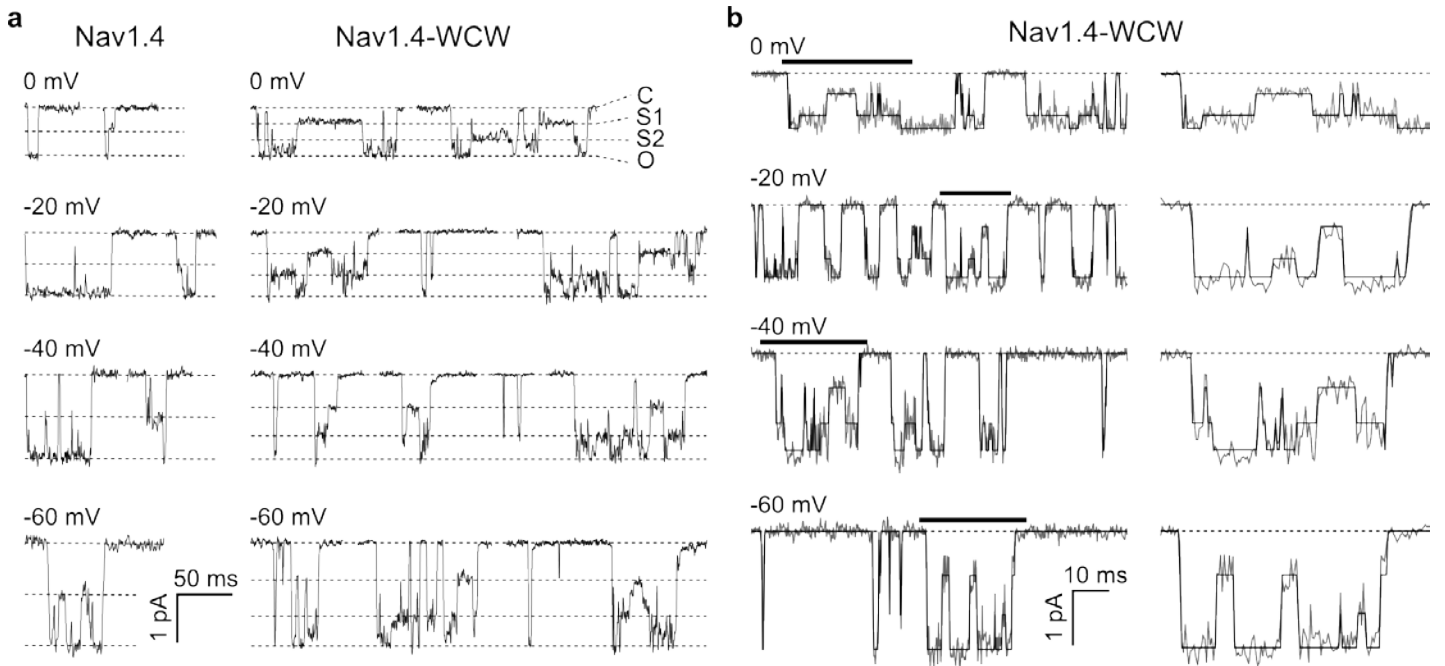 a
Nav1.4
Nav1.4-WCW
0 mV
0 mV
C
S1
S2
O
-20 mV
-20 mV
-40 mV
-40 mV
-60 mV
-60 mV
50 ms
1 pA
b
Nav1.4-WCW
0 mV
-20 mV
-40 mV
-60 mV
10 ms
1 pA